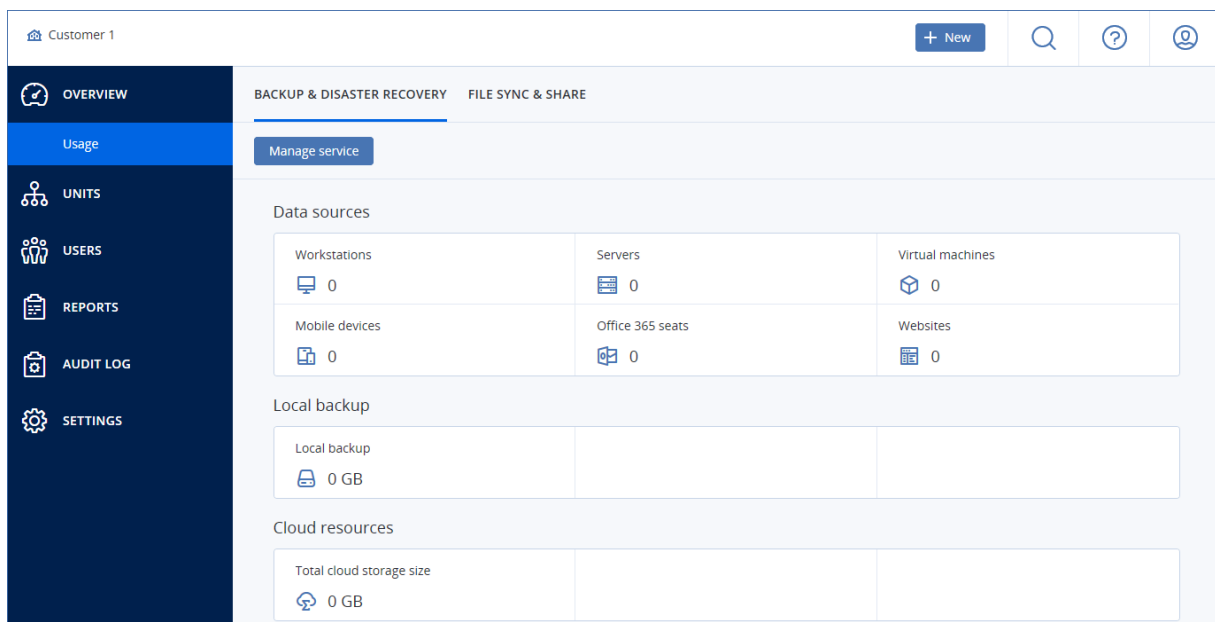 Customer 1
+ New
OVERVIEW
Usage
UNITS
USERS
REPORTS
AUDIT LOG
SETTINGS
BACKUP & DISASTER RECOVERY FILE SYNC & SHARE
Manage service
Data sources
Workstations Servers Virtual machines
0 0 0
Mobile devices Office 365 seats Websites
0 0 0
Local backup
Local backup
0 GB
Cloud resources
Total cloud storage size
0 GB